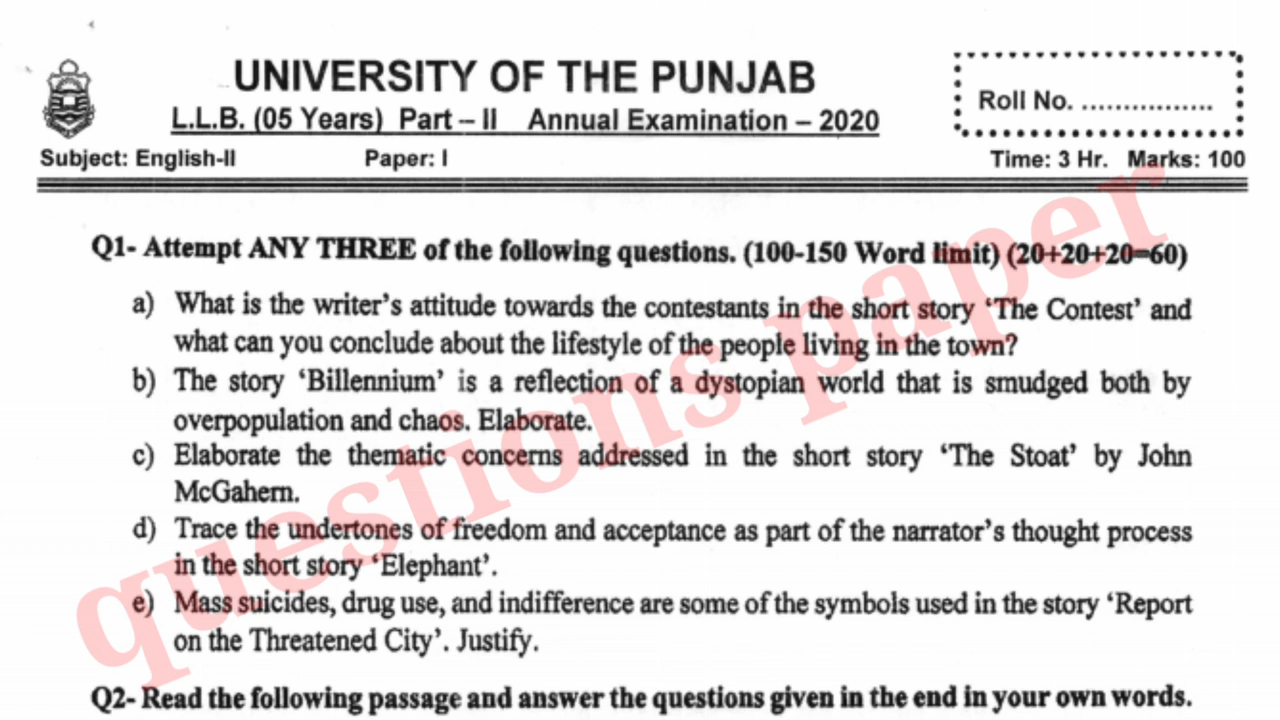 UNIVERSITY OF THE PUNJAB
L.L.B. (05 Years) Part – II Annual Examination – 2020
Roll No. ................
Subject: English-II Paper: I Time: 3 Hr. Marks: 100
Q1- Attempt ANY THREE of the following questions. (100-150 Word limit) (20+20+20=60)
a) What is the writer's attitude towards the contestants in the short story 'The Contest' and
what can you conclude about the lifestyle of the people living in the town?
b) The story 'Billennium' is a reflection of a dystopian world that is smudged both by
overpopulation and chaos. Elaborate.
c) Elaborate the thematic concerns addressed in the short story 'The Stoat' by John
McGahern.
d) Trace the undertones of freedom and acceptance as part of the narrator's thought process
in the short story 'Elephant'.
e) Mass suicides, drug use, and indifference are some of the symbols used in the story 'Report
on the Threatened City'. Justify.
Q2- Read the following passage and answer the questions given in the end in your own words.
questions paper